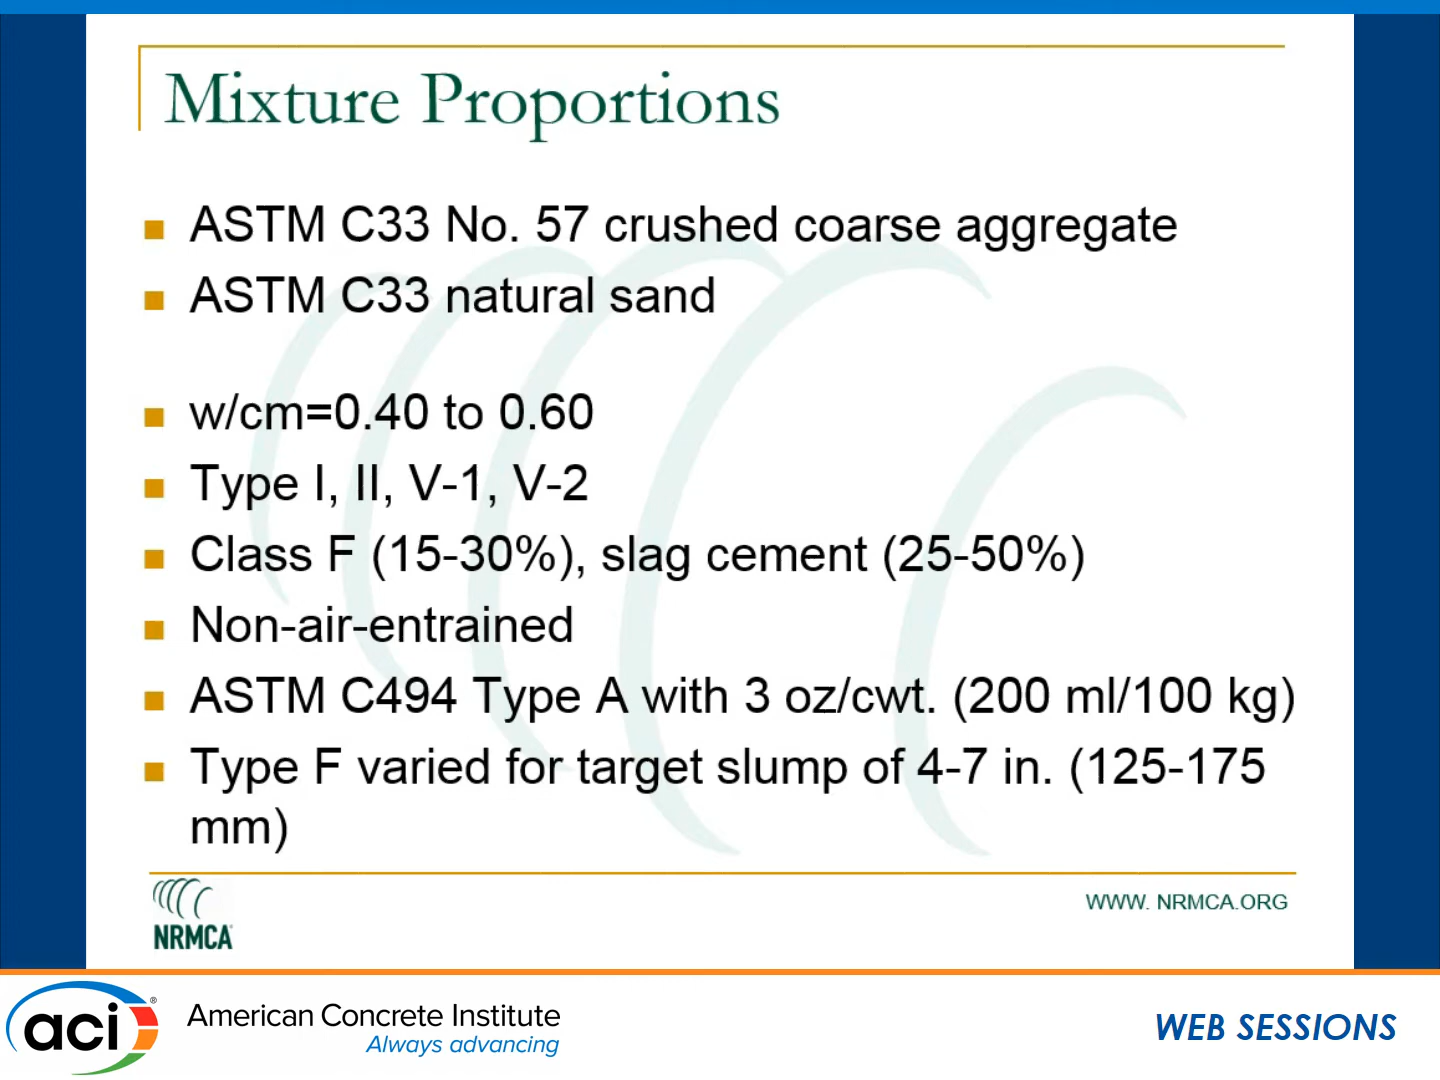 Mixture Proportions
ASTM C33 No. 57 crushed coarse aggregate
ASTM C33 natural sand
w/cm=0.40 to 0.60
Type I, II, V-1, V-2
Class F (15-30%), slag cement (25-50%)
Non-air-entrained
ASTM C494 Type A with 3 oz/cwt. (200 ml/100 kg)
Type F varied for target slump of 4-7 in. (125-175
mm)
NRMCA
WWW. NRMCA.ORG
aci®
American Concrete Institute
Always advancing
WEB SESSIONS